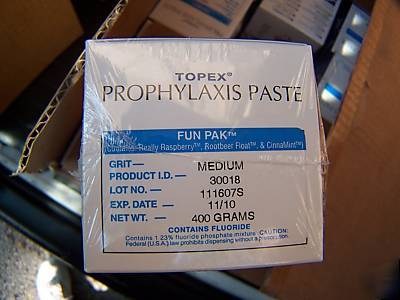 TOPEX®
PROPHYLAXIS PASTE
FUN PAK™
(Contains: Really Raspberry™, Rootbeer Float™, & CinnaMint™)
GRIT — MEDIUM
PRODUCT I.D. — 30018
LOT NO. — 111607S
EXP. DATE — 11/10
NET WT. — 400 GRAMS
CONTAINS FLUORIDE
Contains 1.23% fluoride phosphate mixture CAUTION:
Federal (U.S.A.) law prohibits dispensing without a prescription.